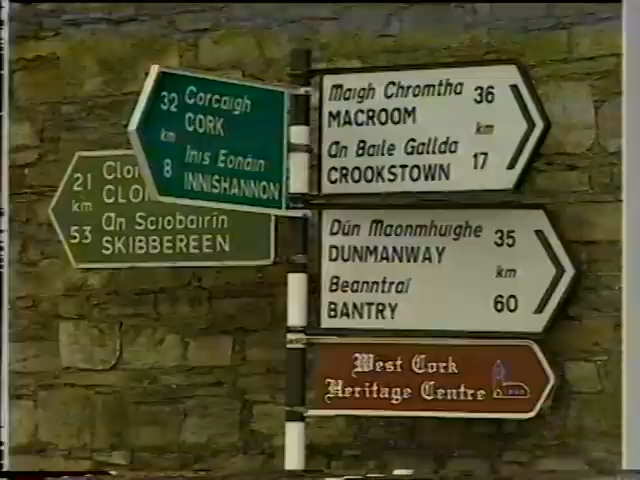 32 Corcaigh
CORK
km
8 Inis Eonáin
INNISHANNON
21
km
53 an Sciobairín
SKIBBEREEN
Maigh Chromtha 36
MACROOM
km
an Baile Gallda 17
CROOKSTOWN
Dún Maonmhuighe 35
DUNMANWAY
km
Beanntraí
BANTRY 60
West Cork
Heritage Centre